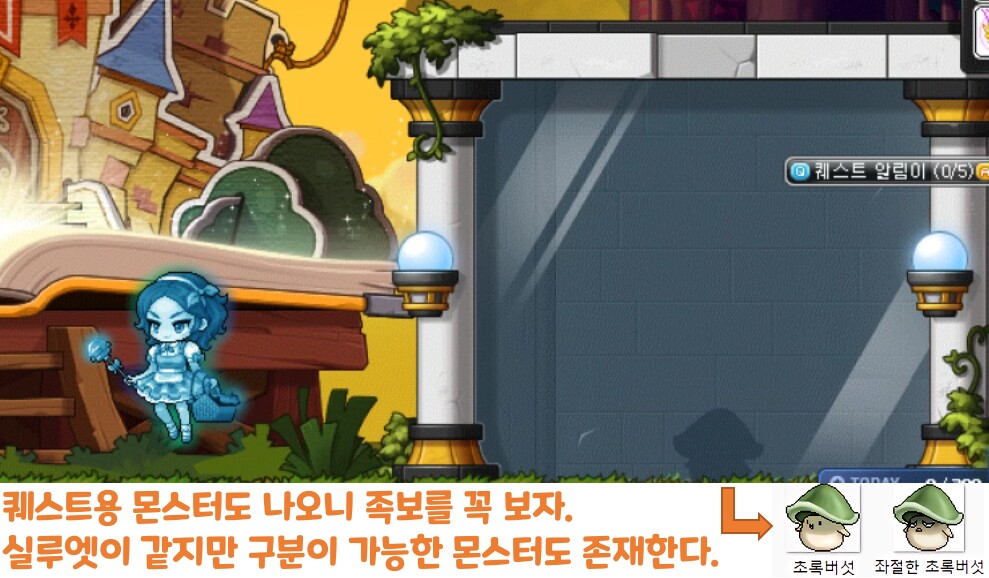 퀘스트 알림이 (0/5)
TODAY
퀘스트용 몬스터도 나오니 족보를 꼭 보자.
실루엣이 같지만 구분이 가능한 몬스터도 존재한다.
초록버섯
좌절한 초록버섯